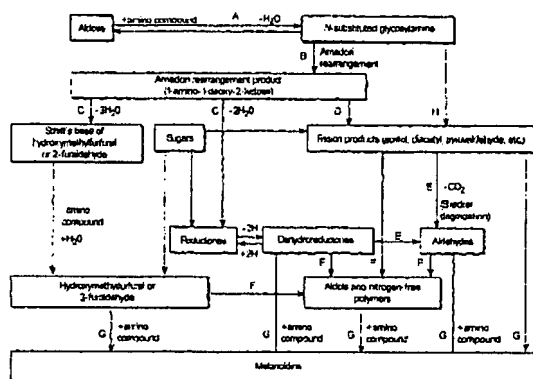 Aldose
+amino compound
A
-H₂O
N-substituted glycosylamine
B
Amadori
rearrangement
Amadori rearrangement product
(1-amino-1-deoxy-2-ketose)
C
-3H₂O
C
-2H₂O
D
H
Schiff's base of
hydroxymethylfurfural
or 2-furaldehyde
Sugars
Fission products (acetol, diacetyl, pyruvaldehyde, etc.)
E
-CO₂
(Strecker
degradation)
amino
compound
+H₂O
Reductones
-2H
+2H
Dehydroreductones
E
Aldehydes
F
F
F
Hydroxymethylfurfural or
2-furaldehyde
F
Aldols and nitrogen-free
polymers
G
+amino
compound
G
+amino
compound
G
+amino
compound
G
+amino
compound
G
Melanoidins